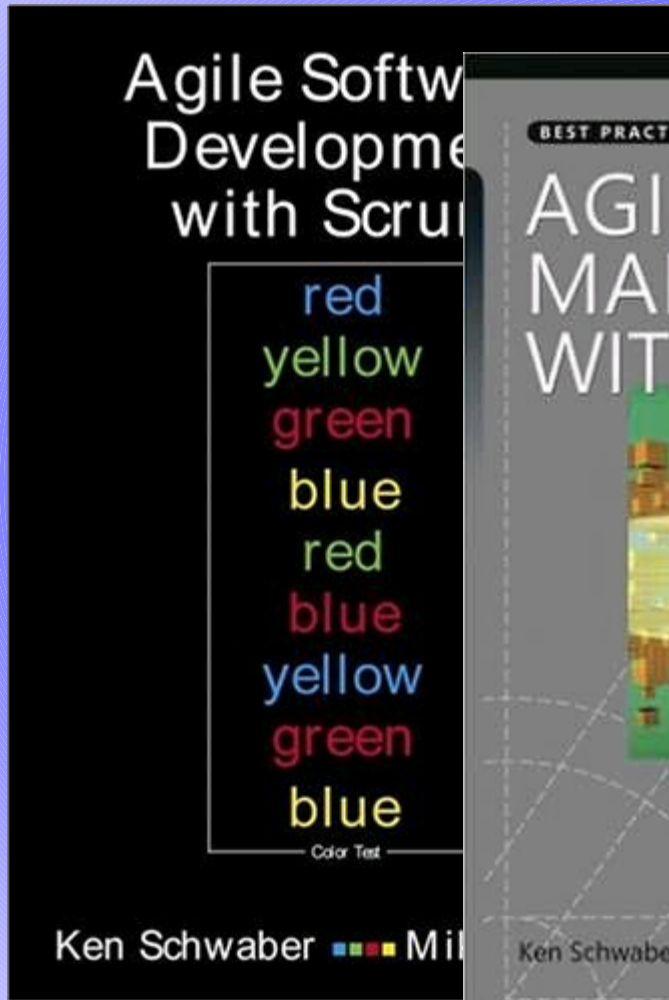 Agile Softw
Developme
with Scru
red
yellow
green
blue
red
blue
yellow
green
blue
Color Test
Ken Schwaber Mi
BEST PRACT
AGI
MA
WIT
Ken Schwabe